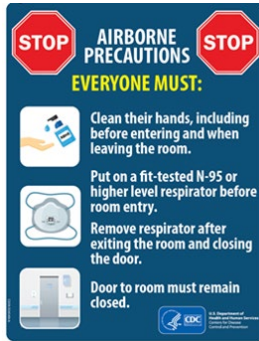 STOP
AIRBORNE
PRECAUTIONS
STOP
EVERYONE MUST:
Clean their hands, including
before entering and when
leaving the room.
Put on a fit-tested N-95 or
higher level respirator before
room entry.
Remove respirator after
exiting the room and closing
the door.
Door to room must remain
closed.
CDC
U.S. Department of
Health and Human Services
Centers for Disease
Control and Prevention